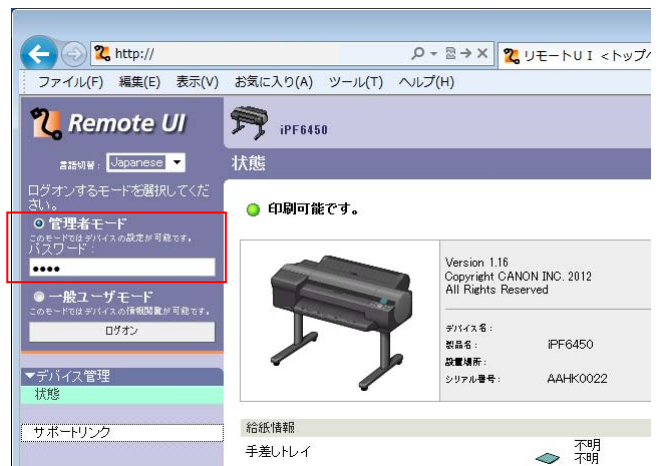 http://
リモートUI <トップペ
ファイル(F) 編集(E) 表示(V) お気に入り(A) ツール(T) ヘルプ(H)
Remote UI
iPF6450
言語切替: Japanese
状態
ログオンするモードを選択してくだ
さい。
管理者モード
このモードではデバイスの設定が可能です。
パスワード:
●●●●
一般ユーザモード
このモードではデバイスの情報閲覧が可能です。
ログオン
▼デバイス管理
状態
サポートリンク
印刷可能です。
Version 1.16
Copyright CANON INC. 2012
All Rights Reserved
デバイス名:
製品名: iPF6450
設置場所:
シリアル番号: AAHK0022
給紙情報
手差しトレイ 不明
不明